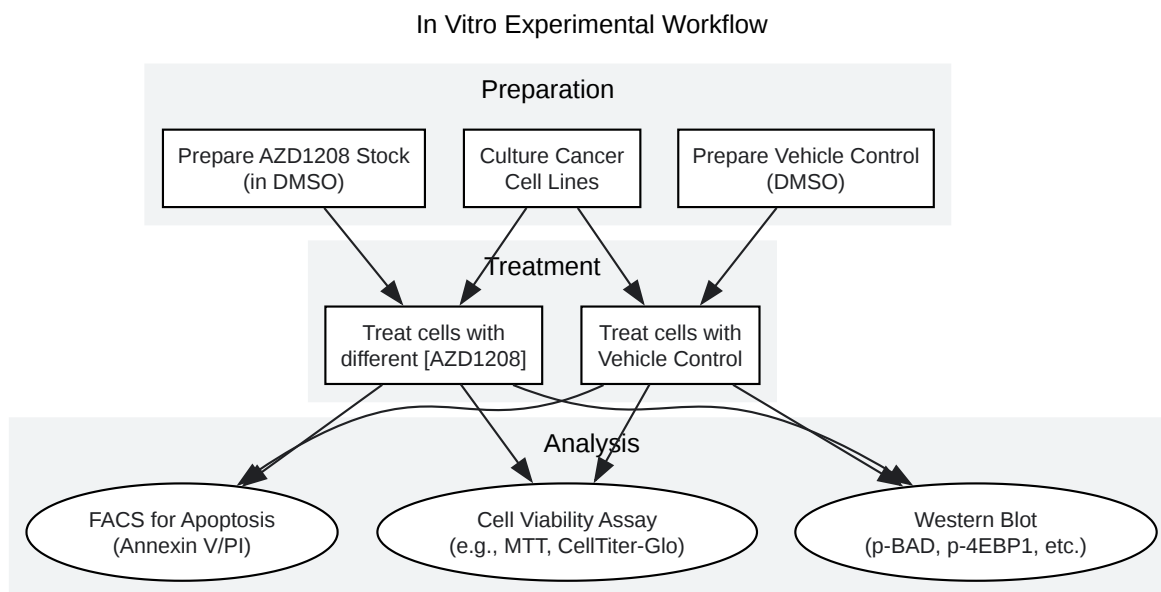 In Vitro Experimental Workflow
Preparation
Prepare AZD1208 Stock
(in DMSO)
Culture Cancer
Cell Lines
Prepare Vehicle Control
(DMSO)
Treatment
Treat cells with
different [AZD1208]
Treat cells with
Vehicle Control
Analysis
FACS for Apoptosis
(Annexin V/PI)
Cell Viability Assay
(e.g., MTT, CellTiter-Glo)
Western Blot
(p-BAD, p-4EBP1, etc.)